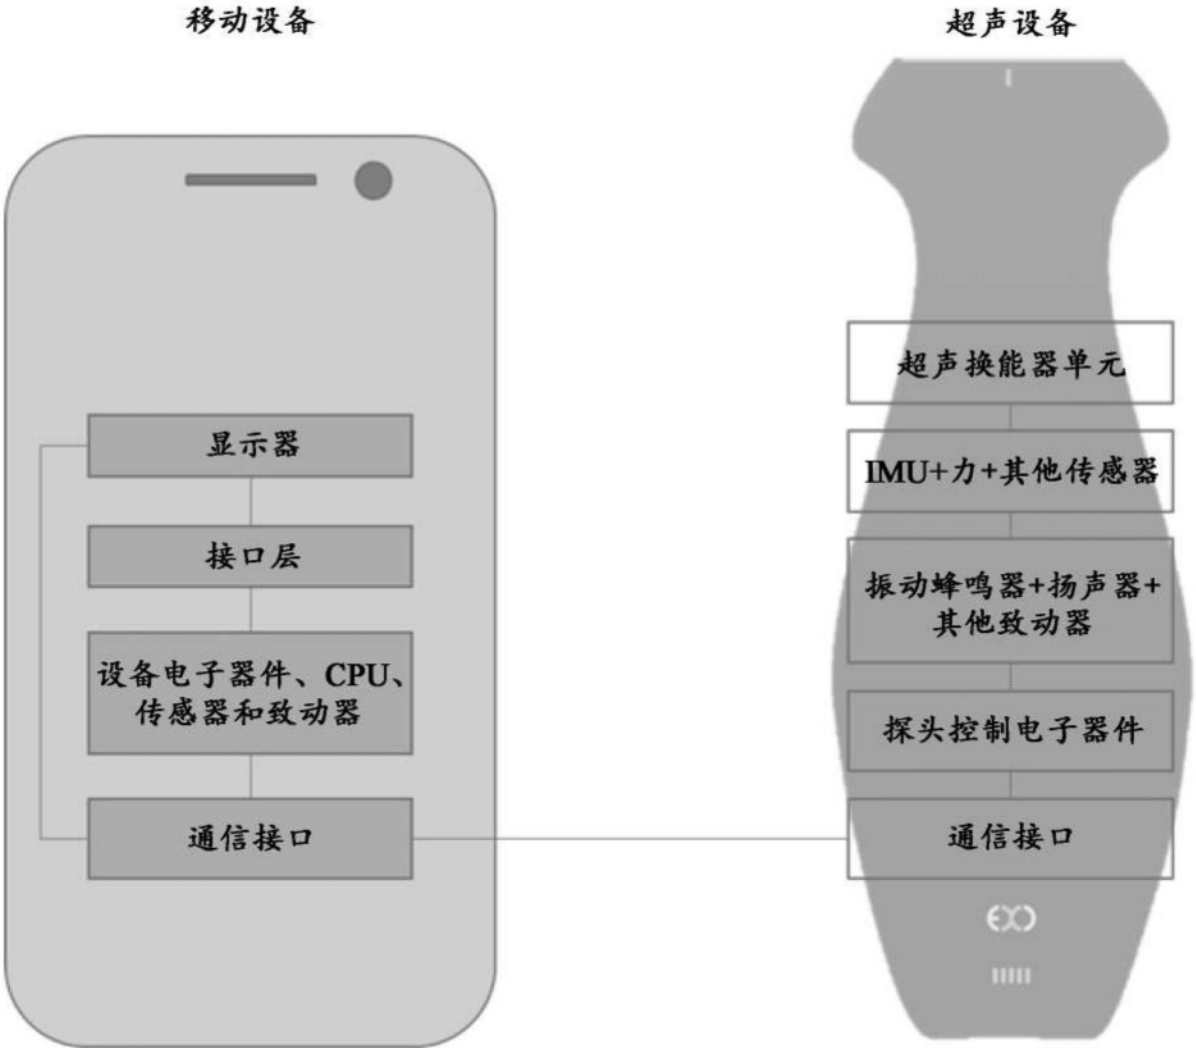 移动设备
超声设备
显示器
接口层
设备电子器件、CPU、
传感器和致动器
通信接口
超声换能器单元
IMU+力+其他传感器
振动蜂鸣器+扬声器+
其他致动器
探头控制电子器件
通信接口
EXO